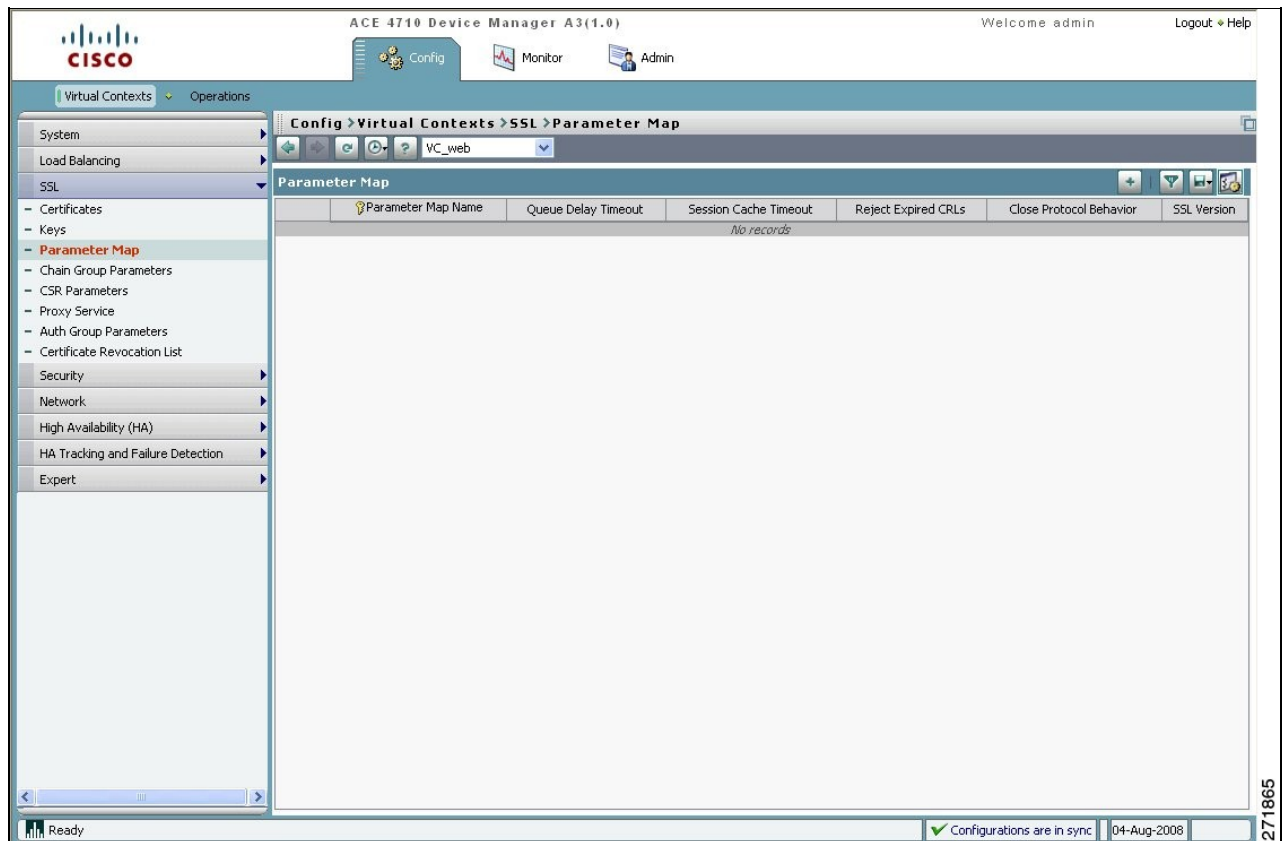 CISCO
ACE 4710 Device Manager A3(1.0)
Welcome admin
Logout Help
Config
Monitor
Admin
Virtual Contexts
Operations
System
Load Balancing
SSL
Certificates
Keys
Parameter Map
Chain Group Parameters
CSR Parameters
Proxy Service
Auth Group Parameters
Certificate Revocation List
Security
Network
High Availability (HA)
HA Tracking and Failure Detection
Expert
Config >Virtual Contexts >SSL >Parameter Map
? VC_web
Parameter Map
Parameter Map Name
Queue Delay Timeout
Session Cache Timeout
Reject Expired CRLs
Close Protocol Behavior
SSL Version
No records
Ready
Configurations are in sync
04-Aug-2008
271865